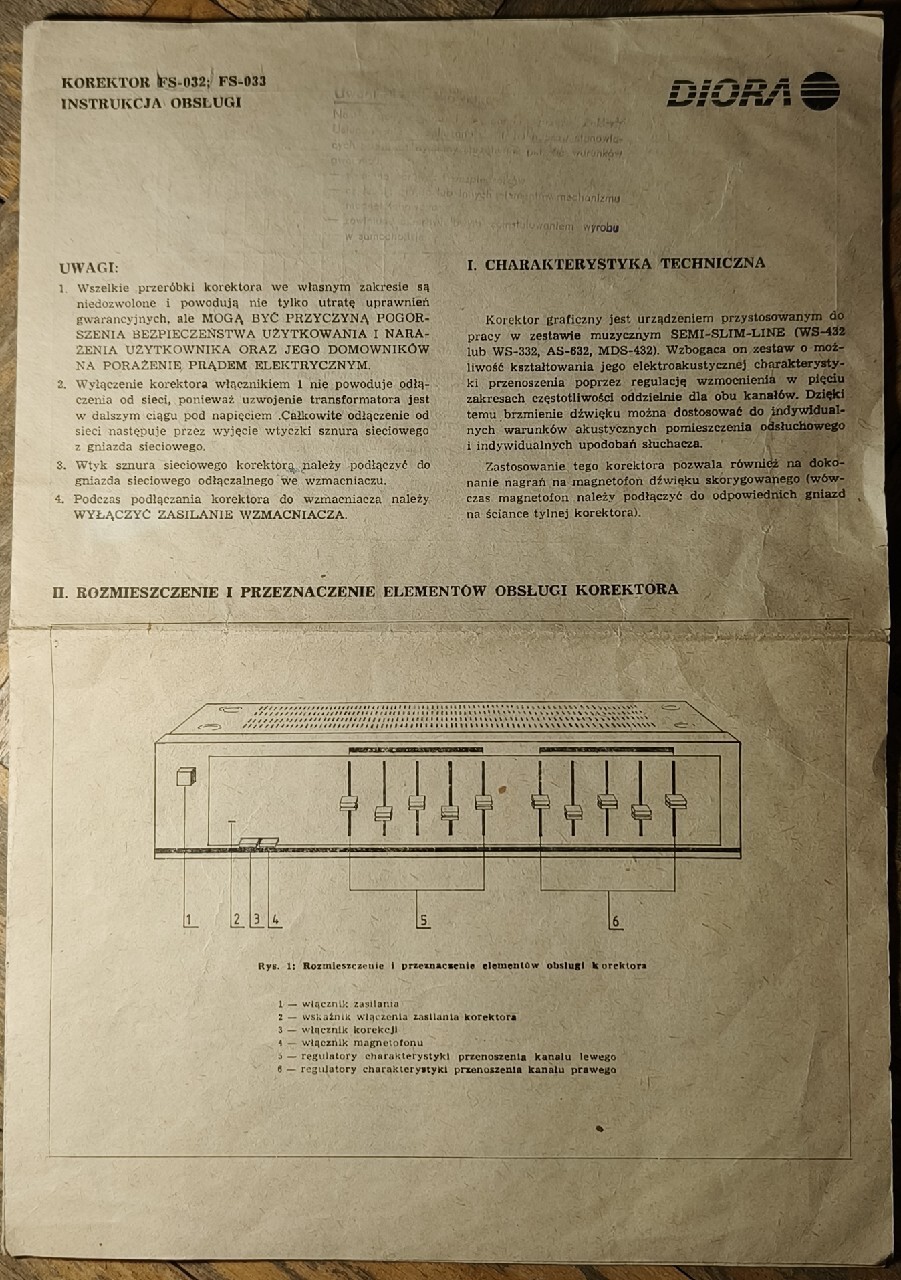 KOREKTOR FS-032; FS-033
INSTRUKCJA OBSŁUGI
DIORA
UWAGI:
1. Wszelkie przeróbki korektora we własnym zakresie są
niedozwolone i powodują nie tylko utratę uprawnień
gwarancyjnych, ale MOGĄ BYĆ PRZYCZYNĄ POGOR-
SZENIA BEZPIECZEŃSTWA UŻYTKOWANIA I NARA-
ŻENIA UŻYTKOWNIKA ORAZ JEGO DOMOWNIKÓW
NA PORAŻENIE PRĄDEM ELEKTRYCZNYM.
2. Wyłączenie korektora włącznikiem 1 nie powoduje odłą-
czenia od sieci, ponieważ uzwojenie transformatora jest
w dalszym ciągu pod napięciem .Całkowite odłączenie od
sieci następuje przez wyjęcie wtyczki sznura sieciowego
z gniazda sieciowego.
3. Wtyk sznura sieciowego korektora należy podłączyć do
gniazda sieciowego odłączalnego we wzmacniaczu.
4. Podczas podłączania korektora do wzmacniacza należy
WYŁĄCZYĆ ZASILANIE WZMACNIACZA.
I. CHARAKTERYSTYKA TECHNICZNA
Korektor graficzny jest urządzeniem przystosowanym do
pracy w zestawie muzycznym SEMI-SLIM-LINE (WS-432
lub WS-332, AS-632, MDS-432). Wzbogaca on zestaw o moż-
liwość kształtowania jego elektroakustycznej charakterysty-
ki przenoszenia poprzez regulację wzmocnienia w pięciu
zakresach częstotliwości oddzielnie dla obu kanałów. Dzięki
temu brzmienie dźwięku można dostosować do indywidual-
nych warunków akustycznych pomieszczenia odsłuchowego
i indywidualnych upodobań słuchacza.
Zastosowanie tego korektora pozwala również na doko-
nanie nagrań na magnetofon dźwięku skorygowanego (wów-
czas magnetofon należy podłączyć do odpowiednich gniazd
na ściance tylnej korektora).
II. ROZMIESZCZENIE I PRZEZNACZENIE ELEMENTÓW OBSŁUGI KOREKTORA
1 2 3 4 5 6
Rys. 1: Rozmieszczenie i przeznaczenie elementów obsługi korektora
1 — włącznik zasilania
2 — wskaźnik włączenia zasilania korektora
3 — włącznik korekcji
4 — włącznik magnetofonu
5 — regulatory charakterystyki przenoszenia kanału lewego
6 — regulatory charakterystyki przenoszenia kanału prawego